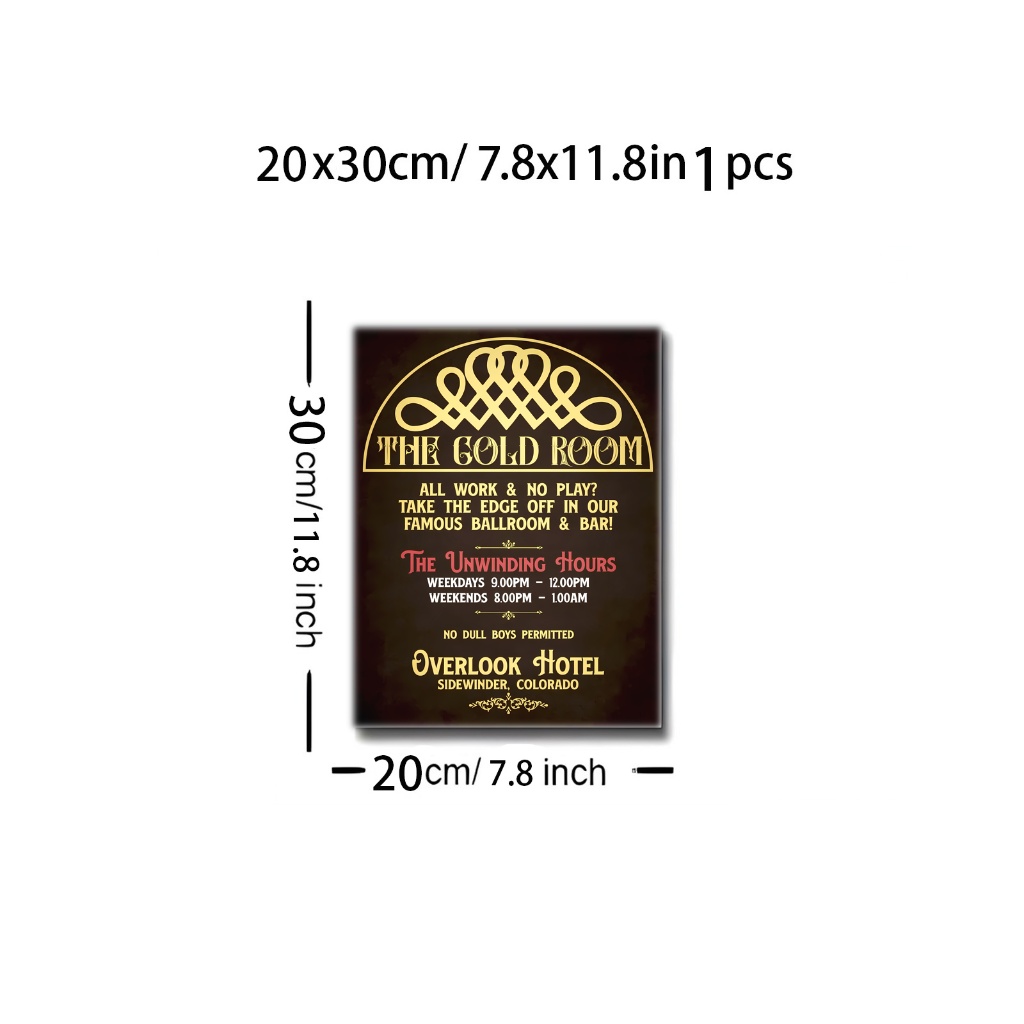 20x30cm/ 7.8x11.8in 1 pcs
THE GOLD ROOM
ALL WORK & NO PLAY?
TAKE THE EDGE OFF IN OUR
FAMOUS BALLROOM & BAR!
The Unwinding Hours
WEEKDAYS 9.00PM – 12.00PM
WEEKENDS 8.00PM – 1.00AM
NO DULL BOYS PERMITTED
Overlook Hotel
SIDEWINDER, COLORADO
30 cm/11.8 inch
20cm/ 7.8 inch